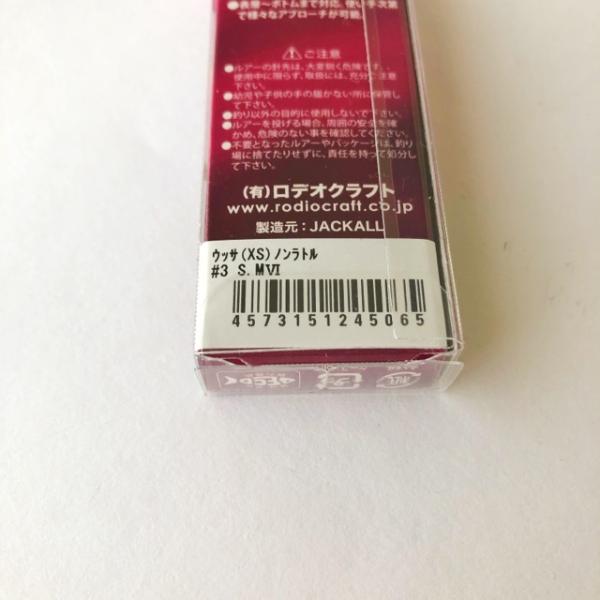 ●表層～ボトムまで対応、使い手次第
で様々なアプローチが可能。
ご注意
●ルアーの針先は、大変鋭く危険です。
使用中に限らず、取扱には、充分ご注意
下さい。
●幼児や子供の手の届かない所に保管し
て下さい。
●釣り以外の目的に使用しないで下さい。
●ルアーを投げる場合、周囲の安全を確
かめ、危険のない事を確認してください。
●不要となったルアーやパッケージは、釣り
場に捨てたりせずに、責任を持って処分し
て下さい。
(有)ロデオクラフト
www.rodiocraft.co.jp
製造元：JACKALL
ｳｯｻ(XS)ﾉﾝﾗﾄﾙ
#3 S.MⅥ
4573151245065